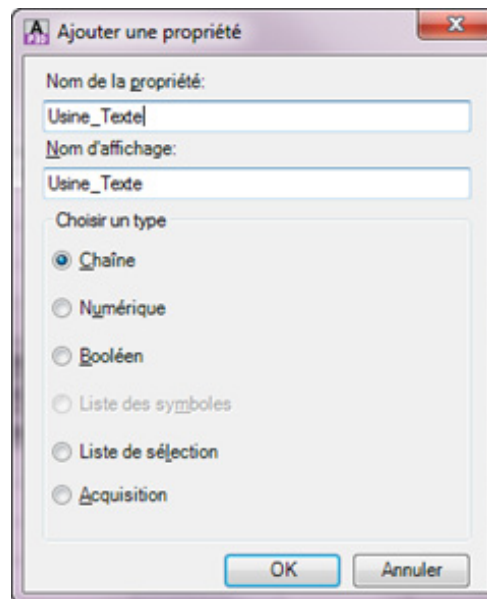 Ajouter une propriété
Nom de la propriété:
Usine_Texte
Nom d'affichage:
Usine_Texte
Choisir un type
Chaîne
Numérique
Booléen
Liste des symboles
Liste de sélection
Acquisition
OK Annuler